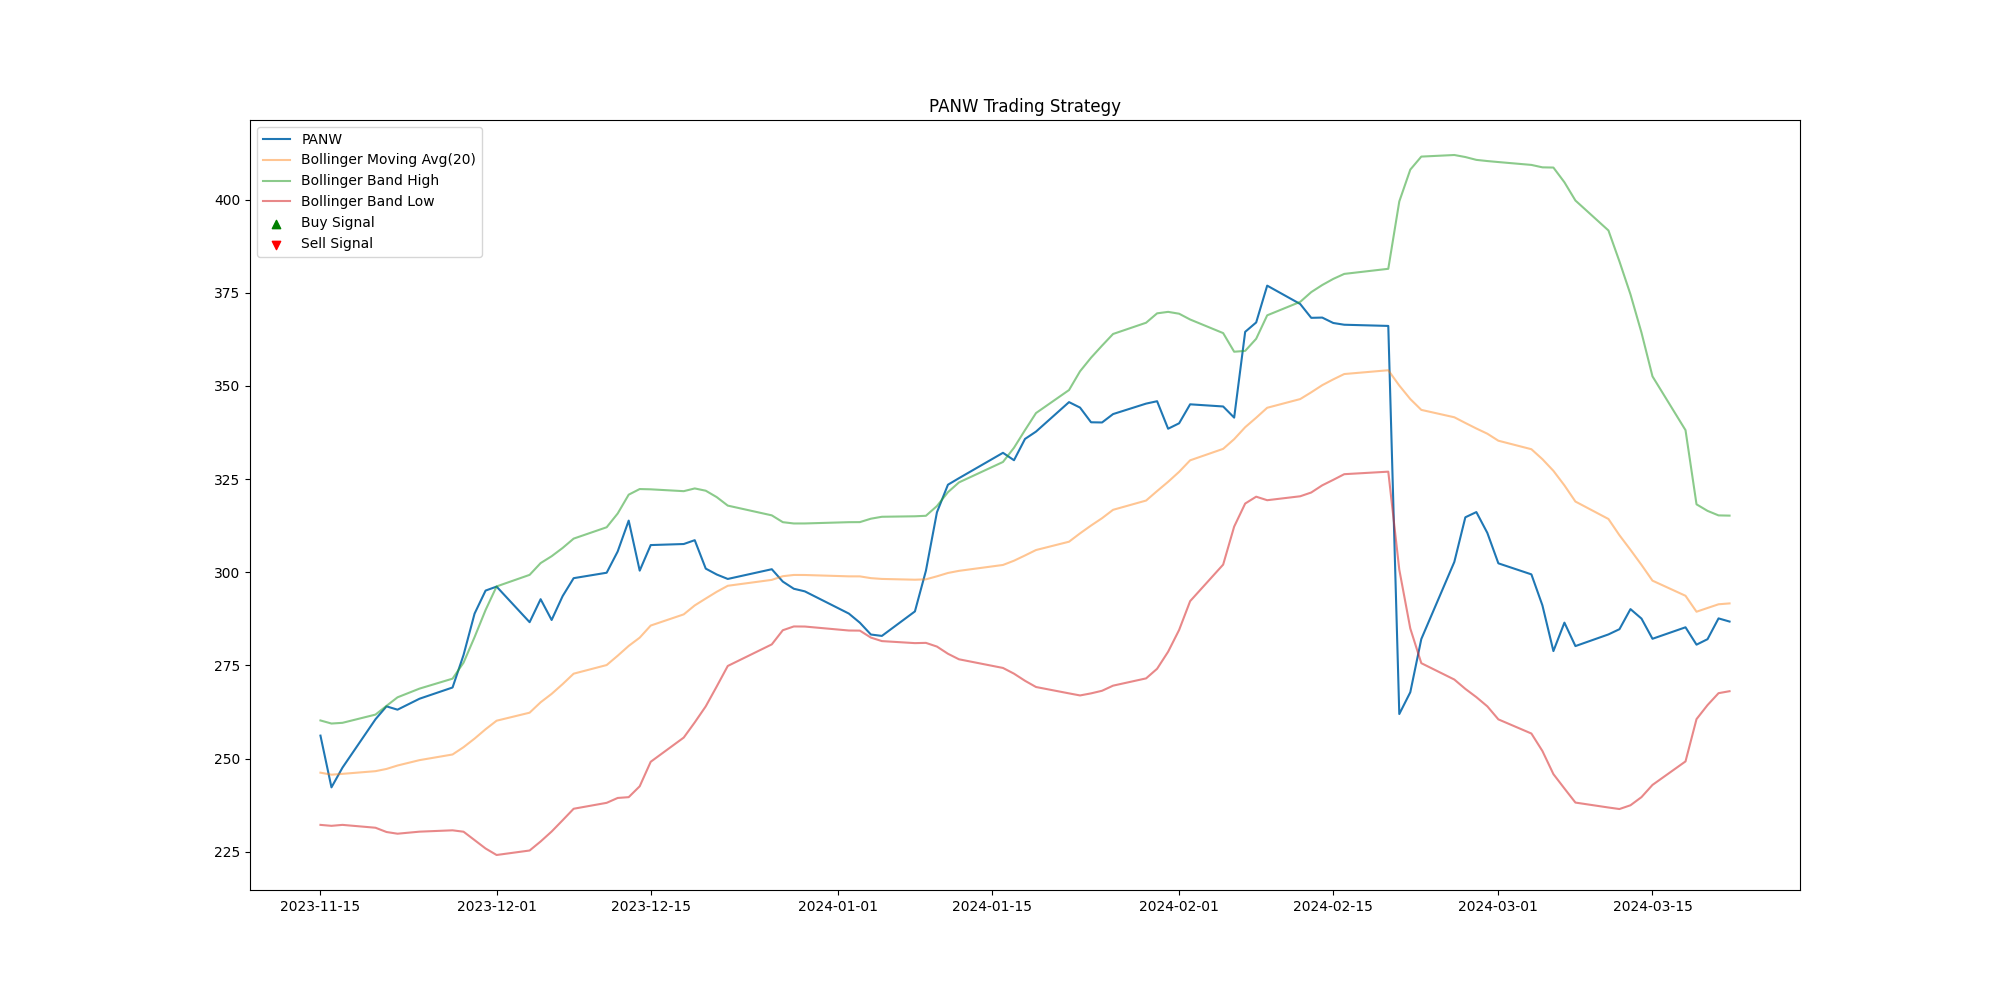 PANW Trading Strategy
PANW
Bollinger Moving Avg(20)
Bollinger Band High
Bollinger Band Low
Buy Signal
Sell Signal
400
375
350
325
300
275
250
225
2023-11-15 2023-12-01 2023-12-15 2024-01-01 2024-01-15 2024-02-01 2024-02-15 2024-03-01 2024-03-15